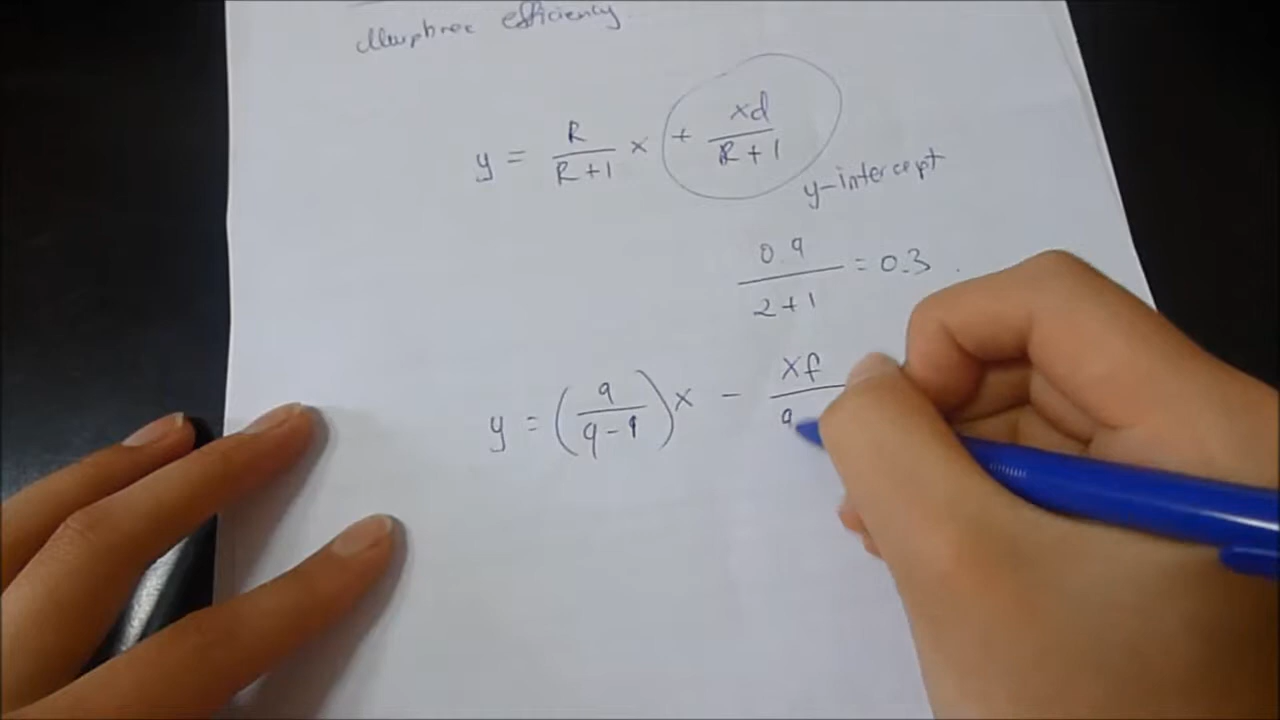 Murphree efficiency
y = R/(R+1) x + xd/(R+1)
y-intercept
0.9/(2+1) = 0.3
y = (q/(q-1))x - xf/q